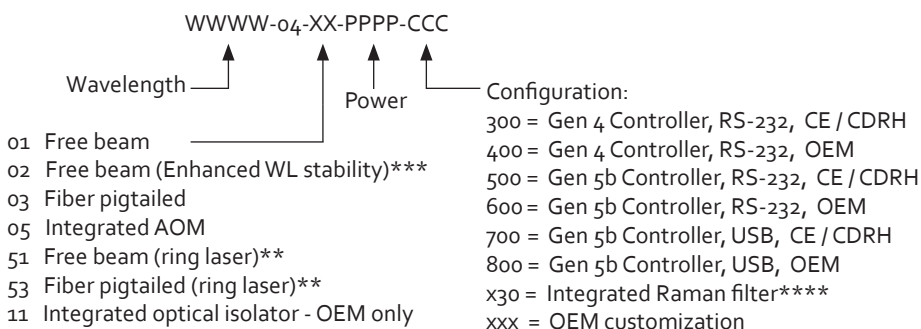 WWWW-04-XX-PPPP-CCC
Wavelength
Power
01 Free beam
02 Free beam (Enhanced WL stability)***
03 Fiber pigtailed
05 Integrated AOM
51 Free beam (ring laser)**
53 Fiber pigtailed (ring laser)**
11 Integrated optical isolator - OEM only
Configuration:
300 = Gen 4 Controller, RS-232, CE / CDRH
400 = Gen 4 Controller, RS-232, OEM
500 = Gen 5b Controller, RS-232, CE / CDRH
600 = Gen 5b Controller, RS-232, OEM
700 = Gen 5b Controller, USB, CE / CDRH
800 = Gen 5b Controller, USB, OEM
x30 = Integrated Raman filter****
xxx = OEM customization